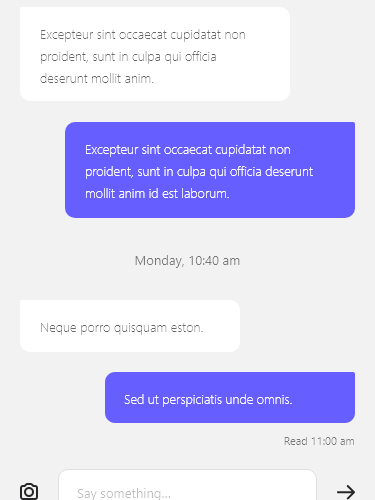 Excepteur sint occaecat cupidatat non
proident, sunt in culpa qui officia
deserunt mollit anim.
Excepteur sint occaecat cupidatat non
proident, sunt in culpa qui officia deserunt
mollit anim id est laborum.
Monday, 10:40 am
Neque porro quisquam eston.
Sed ut perspiciatis unde omnis.
Read 11:00 am
Say something...